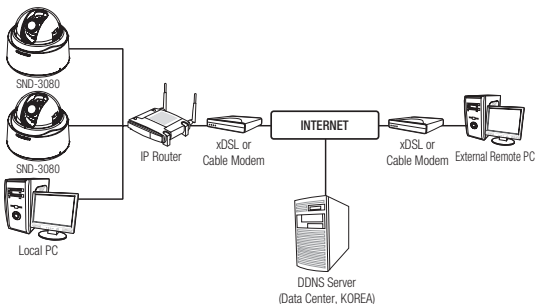 SND-3080
SND-3080
Local PC
IP Router
xDSL or
Cable Modem
INTERNET
xDSL or
Cable Modem
External Remote PC
DDNS Server
(Data Center, KOREA)